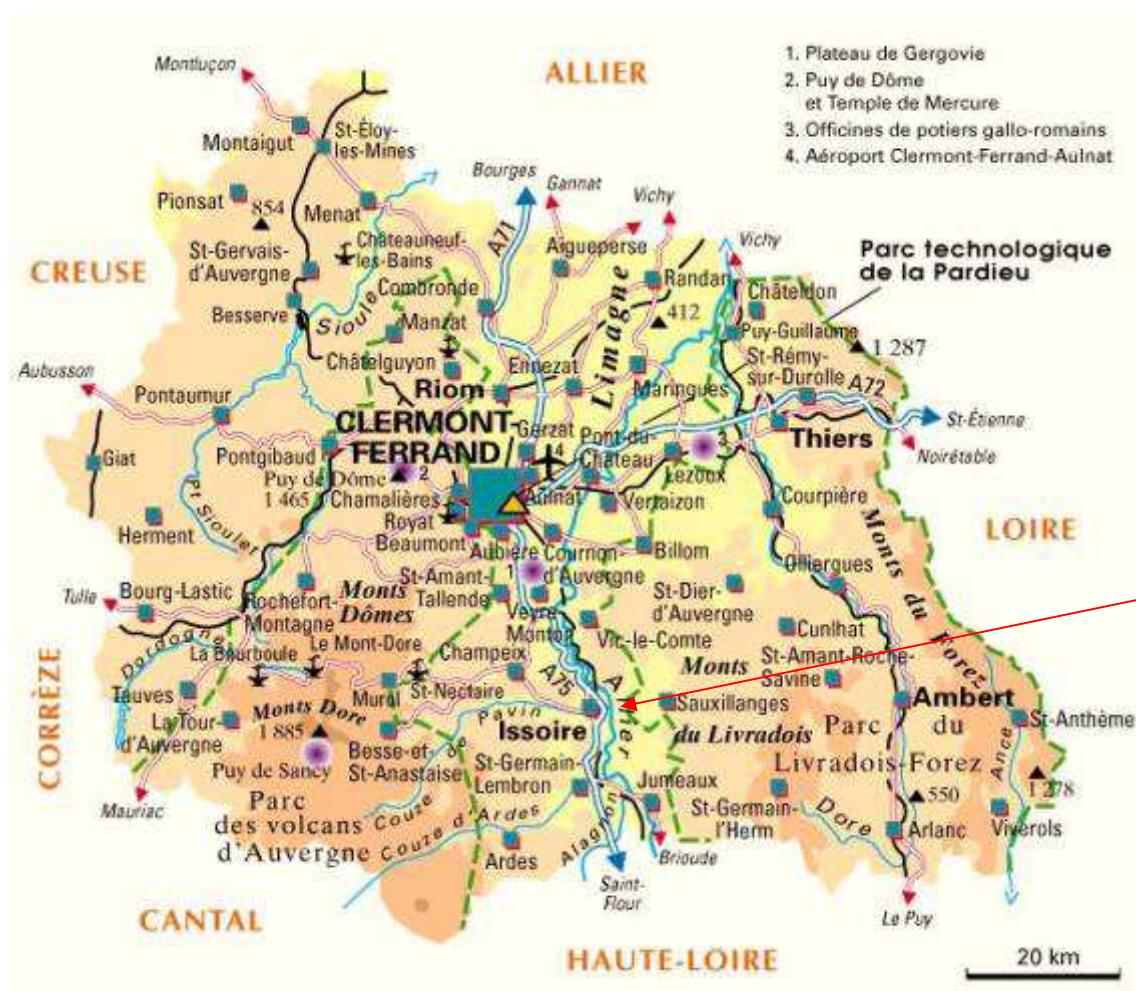 ALLIER
1. Plateau de Gergovie
2. Puy de Dôme
et Temple de Mercure
3. Officines de potiers gallo-romains
4. Aéroport Clermont-Ferrand-Aulnat
Montluçon
Montaigut
St-Éloy-
les-Mines
Bourges
Gannat
Vichy
Pionsat
854
Menat
A71
Aigueperse
Vichy
Parc technologique
de la Pardieu
St-Gervais-
d'Auvergne
Châteauneuf-
les-Bains
CREUSE
Combronde
Randan
Châteldon
Besserve
Sioule
Manzat
Limagne
412
Puy-Guillaume
1 287
Châtelguyon
Ennezat
St-Rémy-
sur-Durolle
A72
Aubusson
Pontaumur
Riom
Maringues
CLERMONT-
FERRAND
Gerzat
Pont-du-
Château
Thiers
St-Étienne
Giat
Pontgibaud
4
3
Noirétable
Puy de Dôme
1 465
2
Chamalières
Aulnat
Lezoux
Vertaizon
Courpière
Pt Sioulet
Herment
Royat
Beaumont
Aubière
Cournon-
d'Auvergne
1
Billom
LOIRE
Olliergues
Monts du Forez
Tulle
Bourg-Lastic
Rochefort-
Montagne
Monts
Dômes
St-Amant-
Tallende
Veyre
Monton
St-Dier-
d'Auvergne
Vic-le-Comte
Cunlhat
Dordogne
La Bourboule
Le Mont-Dore
Champeix
A75
Allier
Monts
du Livradois
St-Amant-Roche-
Savine
CORRÈZE
Tauves
Murol
St-Nectaire
Sauxillanges
Ambert
La Tour-
d'Auvergne
Monts Dore
1 885
Pavin
Issoire
Parc du
Livradois-Forez
St-Anthème
Puy de Sancy
Besse-et-
St-Anastaise
St-Germain-
Lembron
Jumeaux
Ance
1 278
Mauriac
Parc
des volcans
d'Auvergne
Couze
Couze d'Ardes
St-Germain-
l'Herm
Dore
550
Arlanc
Viverols
Ardes
Alagnon
Brioude
Saint-
Flour
Le Puy
CANTAL
HAUTE-LOIRE
20 km